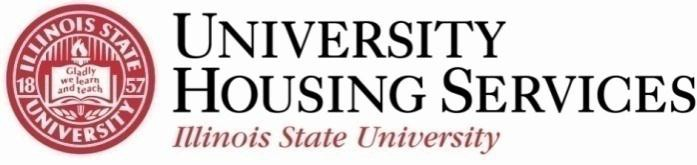 ILLINOIS STATE
Gladly
we learn
and teach
18 57
UNIVERSITY
UNIVERSITY
HOUSING SERVICES
Illinois State University